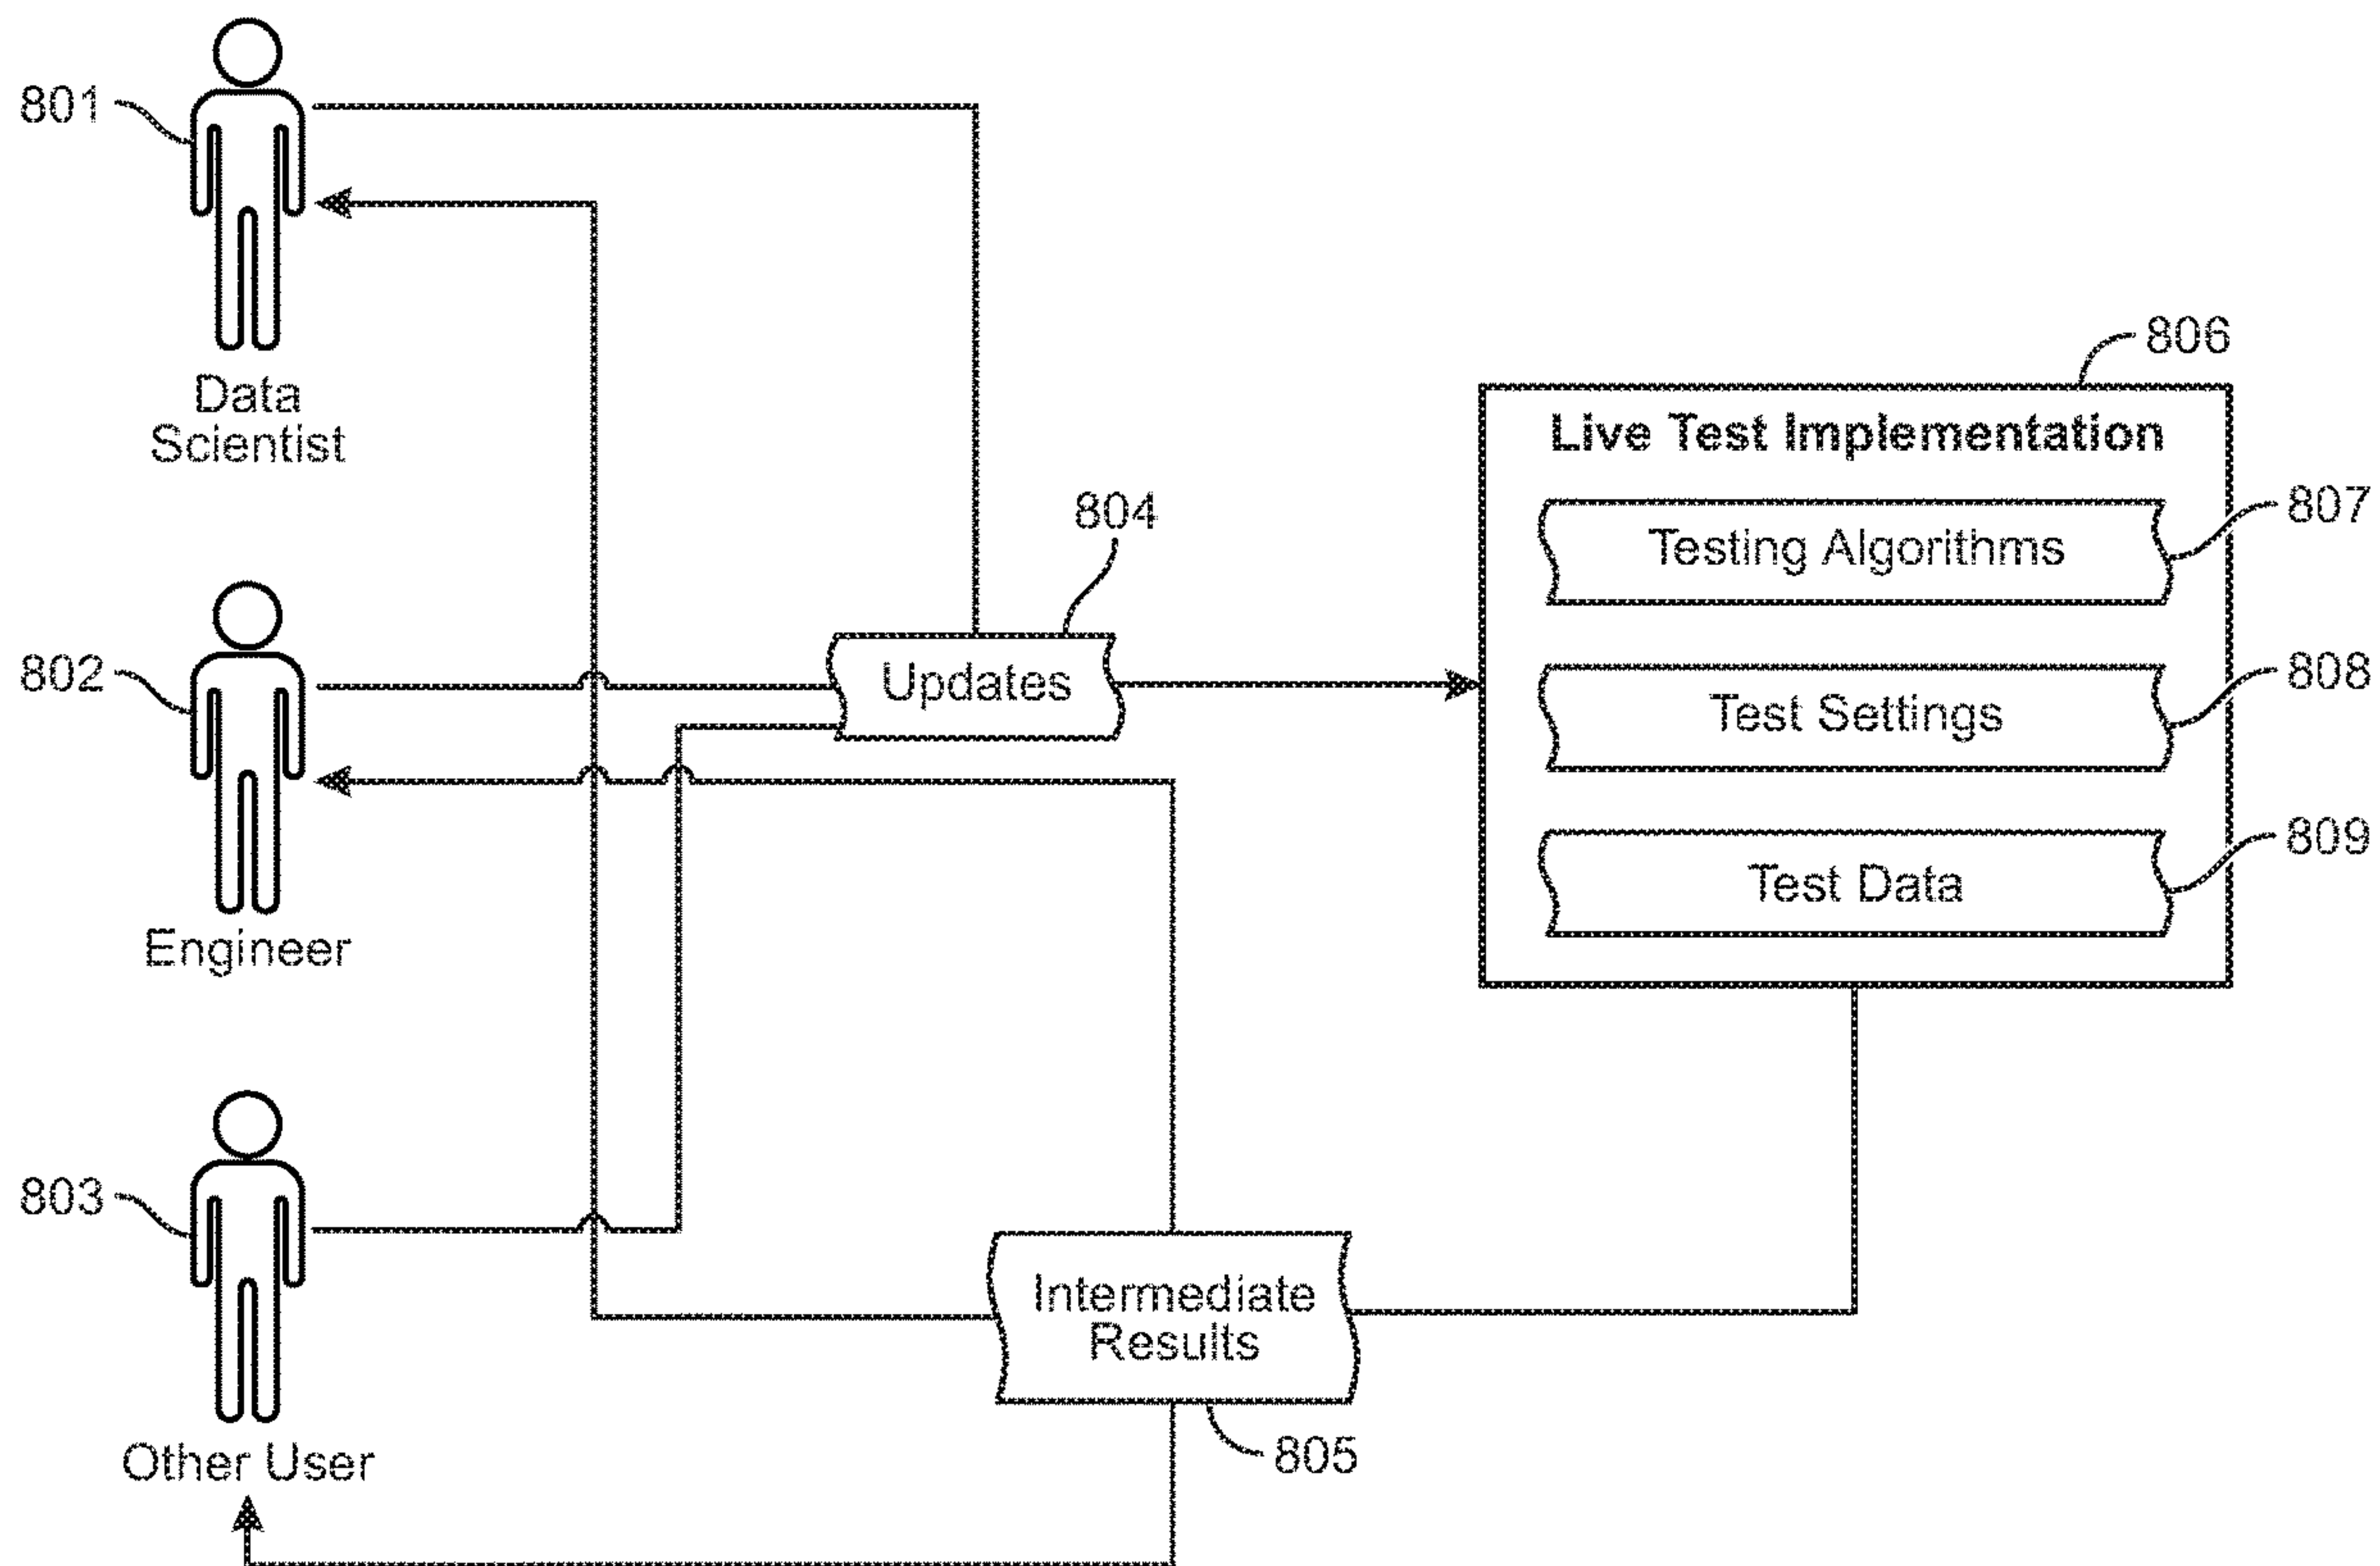 801
Data
Scientist
806
Live Test Implementation
807
Testing Algorithms
804
802
Updates
808
Test Settings
809
Test Data
Engineer
803
Intermediate
Results
805
Other User